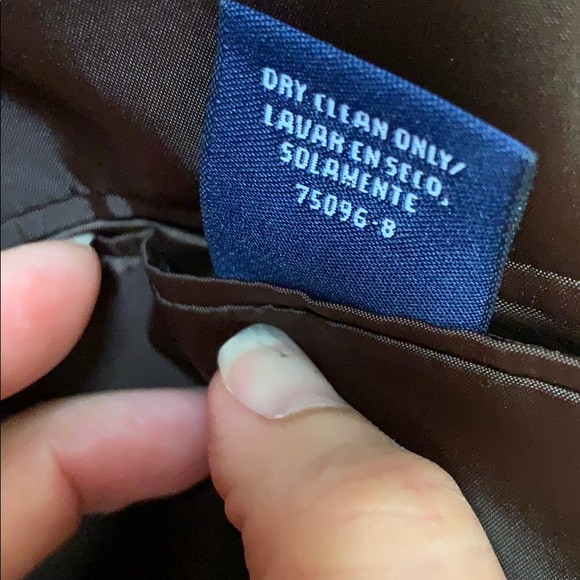 DRY CLEAN ONLY/
LAVAR EN SECO,
SOLAMENTE
75096-8